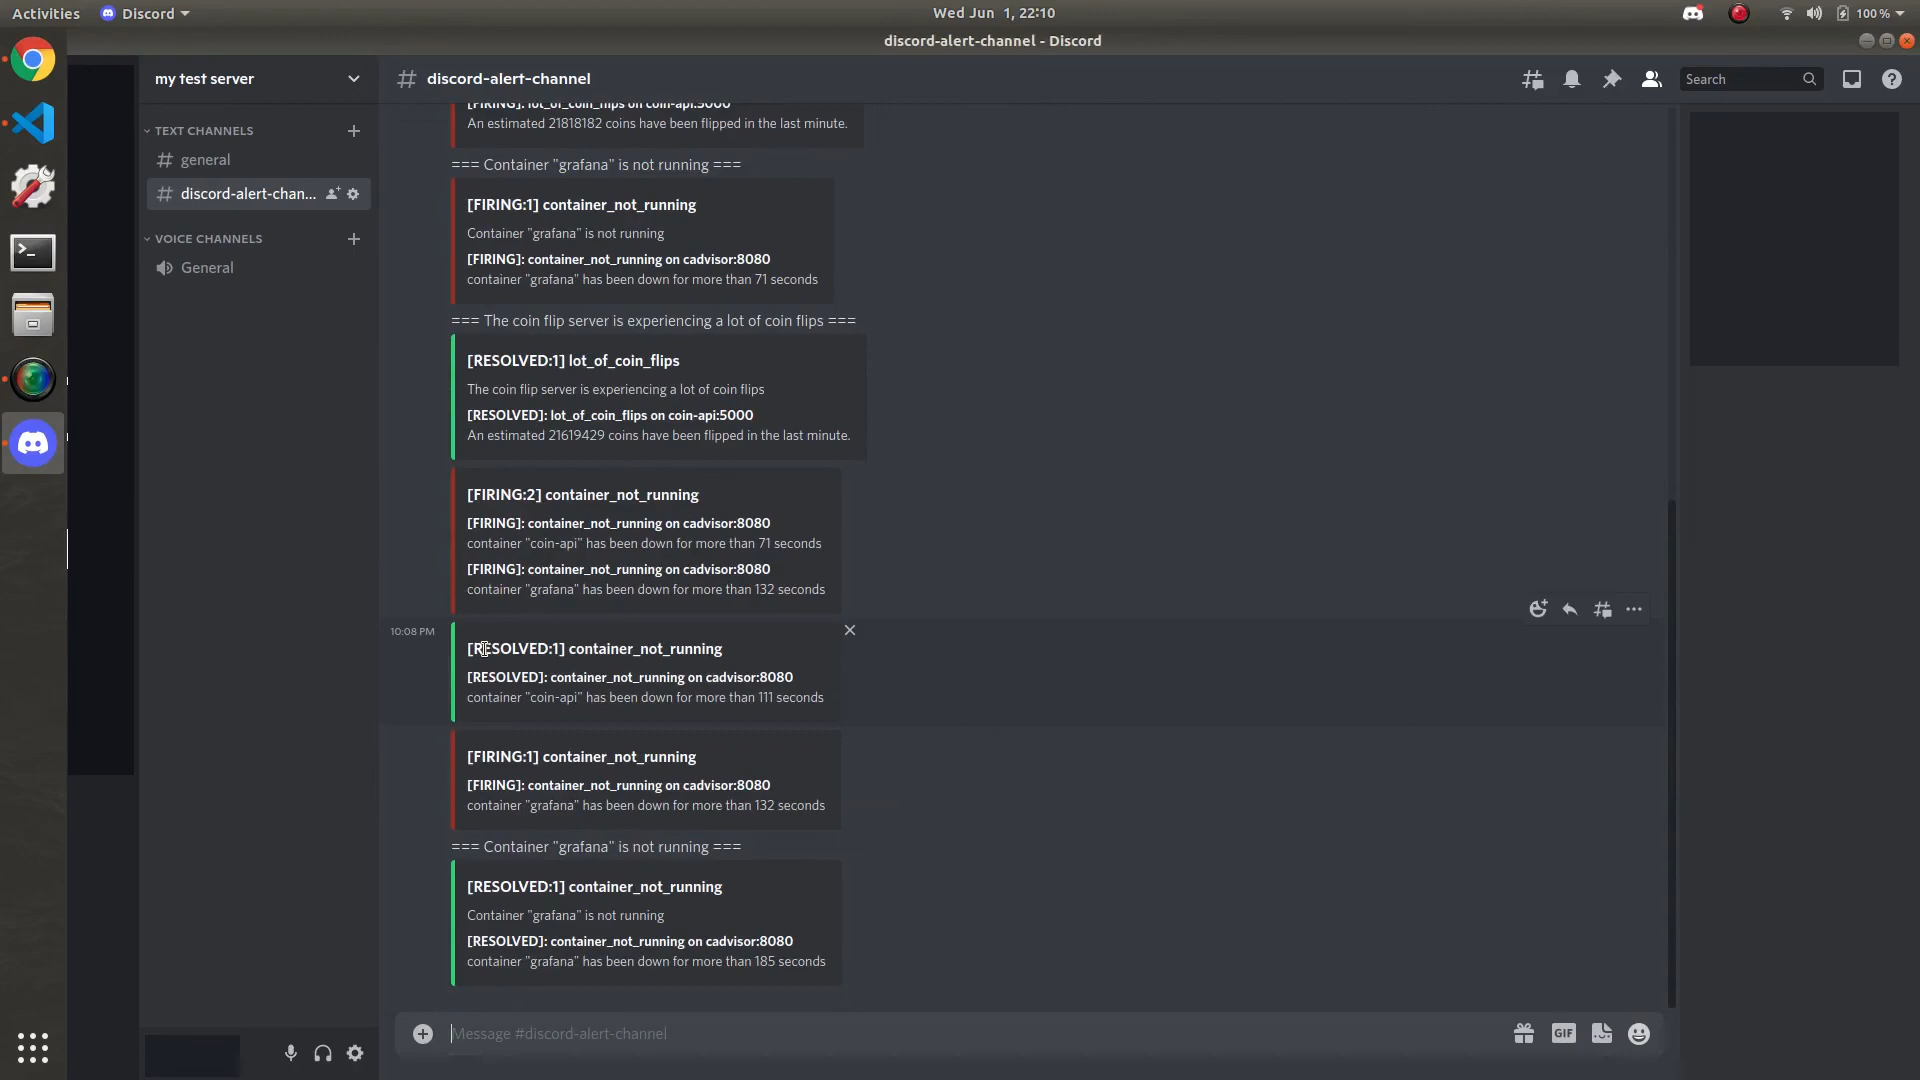 Activities
Discord
Wed Jun 1, 22:10
100 %
discord-alert-channel - Discord
my test server
discord-alert-channel
Search
TEXT CHANNELS
general
discord-alert-chan...
VOICE CHANNELS
General
[FIRING]: lot_of_coin_flips on coin-api:5000
An estimated 21818182 coins have been flipped in the last minute.
=== Container "grafana" is not running ===
[FIRING:1] container_not_running
Container "grafana" is not running
[FIRING]: container_not_running on cadvisor:8080
container "grafana" has been down for more than 71 seconds
=== The coin flip server is experiencing a lot of coin flips ===
[RESOLVED:1] lot_of_coin_flips
The coin flip server is experiencing a lot of coin flips
[RESOLVED]: lot_of_coin_flips on coin-api:5000
An estimated 21619429 coins have been flipped in the last minute.
[FIRING:2] container_not_running
[FIRING]: container_not_running on cadvisor:8080
container "coin-api" has been down for more than 71 seconds
[FIRING]: container_not_running on cadvisor:8080
container "grafana" has been down for more than 132 seconds
10:08 PM
[RESOLVED:1] container_not_running
[RESOLVED]: container_not_running on cadvisor:8080
container "coin-api" has been down for more than 111 seconds
[FIRING:1] container_not_running
[FIRING]: container_not_running on cadvisor:8080
container "grafana" has been down for more than 132 seconds
=== Container "grafana" is not running ===
[RESOLVED:1] container_not_running
Container "grafana" is not running
[RESOLVED]: container_not_running on cadvisor:8080
container "grafana" has been down for more than 185 seconds
Message #discord-alert-channel
GIF